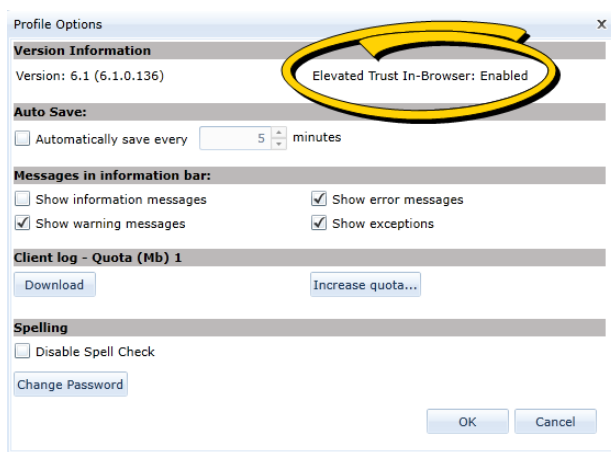 Profile Options x
Version Information
Version: 6.1 (6.1.0.136) Elevated Trust In-Browser: Enabled
Auto Save:
Automatically save every 5 minutes
Messages in information bar:
Show information messages Show error messages
Show warning messages Show exceptions
Client log - Quota (Mb) 1
Download Increase quota...
Spelling
Disable Spell Check
Change Password
OK Cancel